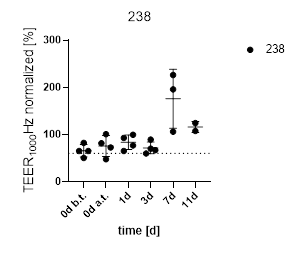 238
238
TEER1000Hz normalized [%]
300
200
100
0
0d b.t.
0d a.t.
1d
3d
7d
11d
time [d]